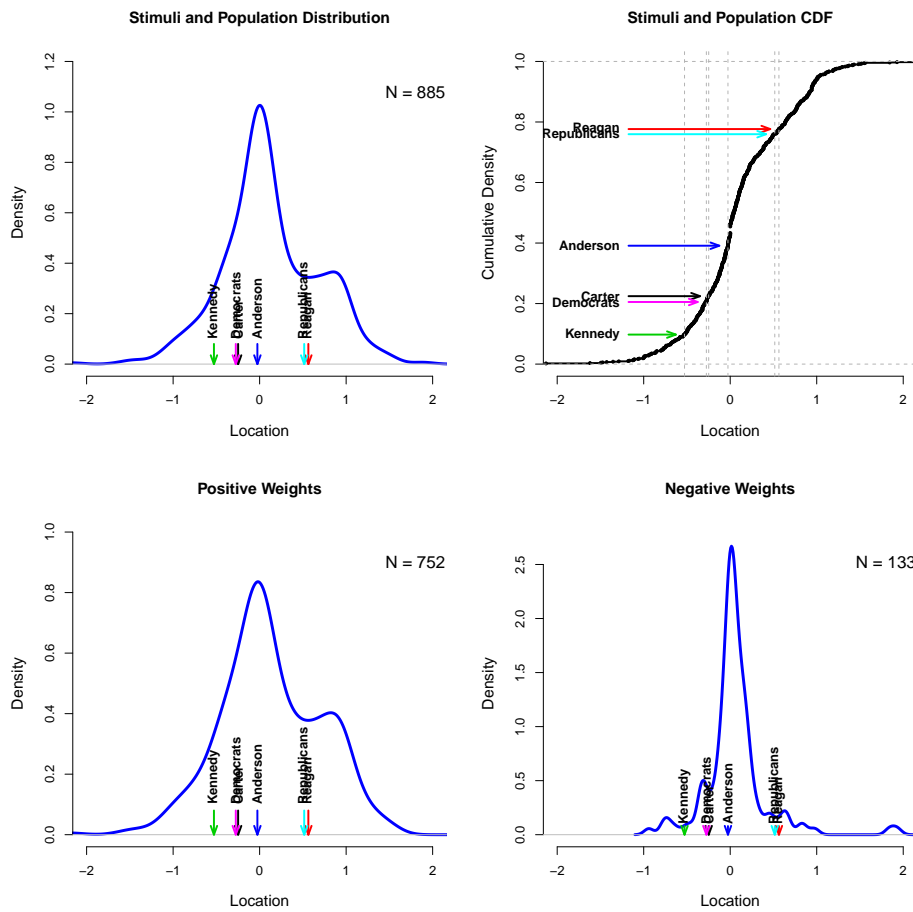 Stimuli and Population Distribution
N = 885
Density
0.0 0.2 0.4 0.6 0.8 1.0 1.2
Kennedy
Democrats
Carter
Anderson
Republicans
Reagan
−2 −1 0 1 2
Location
Stimuli and Population CDF
Cumulative Density
0.0 0.2 0.4 0.6 0.8 1.0
Reagan
Republicans
Anderson
Carter
Democrats
Kennedy
−2 −1 0 1 2
Location
Positive Weights
N = 752
Density
0.0 0.2 0.4 0.6 0.8 1.0
Kennedy
Democrats
Carter
Anderson
Republicans
Reagan
−2 −1 0 1 2
Location
Negative Weights
N = 133
Density
0.0 0.5 1.0 1.5 2.0 2.5
Kennedy
Democrats
Carter
Anderson
Republicans
Reagan
−2 −1 0 1 2
Location